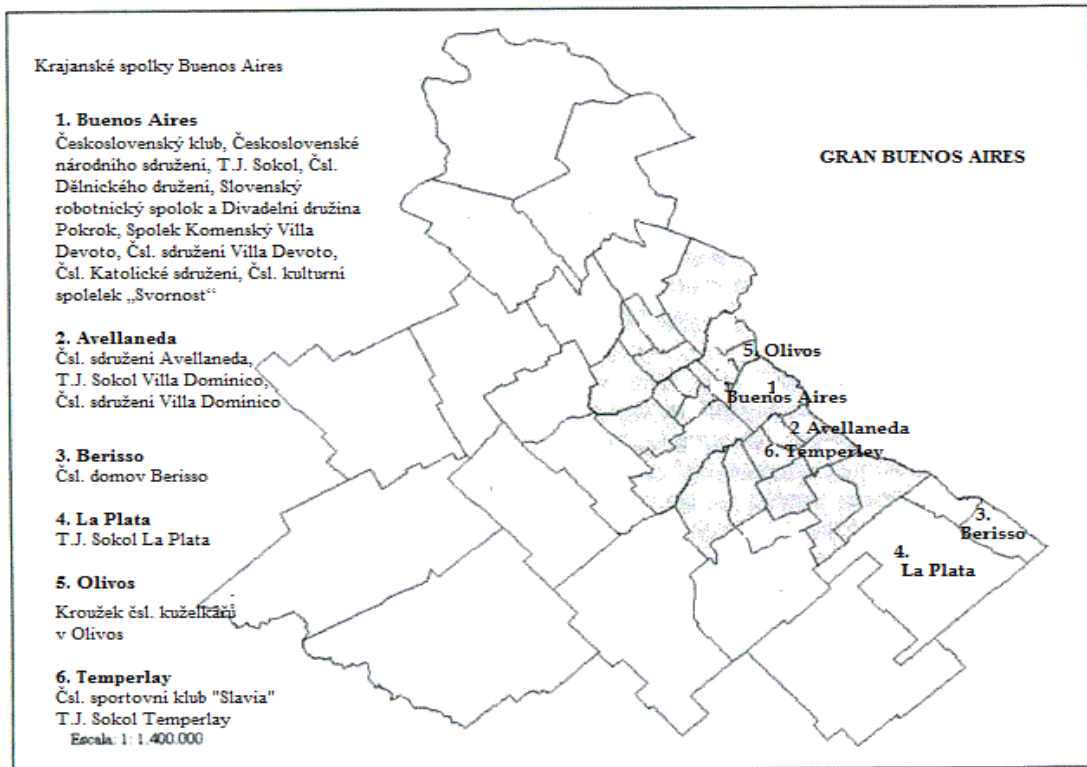 Krajanské spolky Buenos Aires
1. Buenos Aires
Československý klub, Československé
národního sdružení, T.J. Sokol, Čsl.
Dělnického družení, Slovenský
robotnický spolok a Divadelní družina
Pokrok, Spolek Komenský Villa
Devoto, Čsl. sdružení Villa Devoto,
Čsl. Katolické sdružení, Čsl. kulturní
spolelek „Svornost“
2. Avellaneda
Čsl. sdružení Avellaneda,
T.J. Sokol Villa Dominico,
Čsl. sdružení Villa Dominico
3. Berisso
Čsl. domov Berisso
4. La Plata
T.J. Sokol La Plata
5. Olivos
Kroužek čsl. kuželkářů
v Olivos
6. Temperlay
Čsl. sportovní klub "Slavia"
T.J. Sokol Temperlay
Escala: 1: 1.400.000
GRAN BUENOS AIRES
5. Olivos
1
Buenos Aires
2 Avellaneda
6. Temperley
3.
Berisso
4.
La Plata